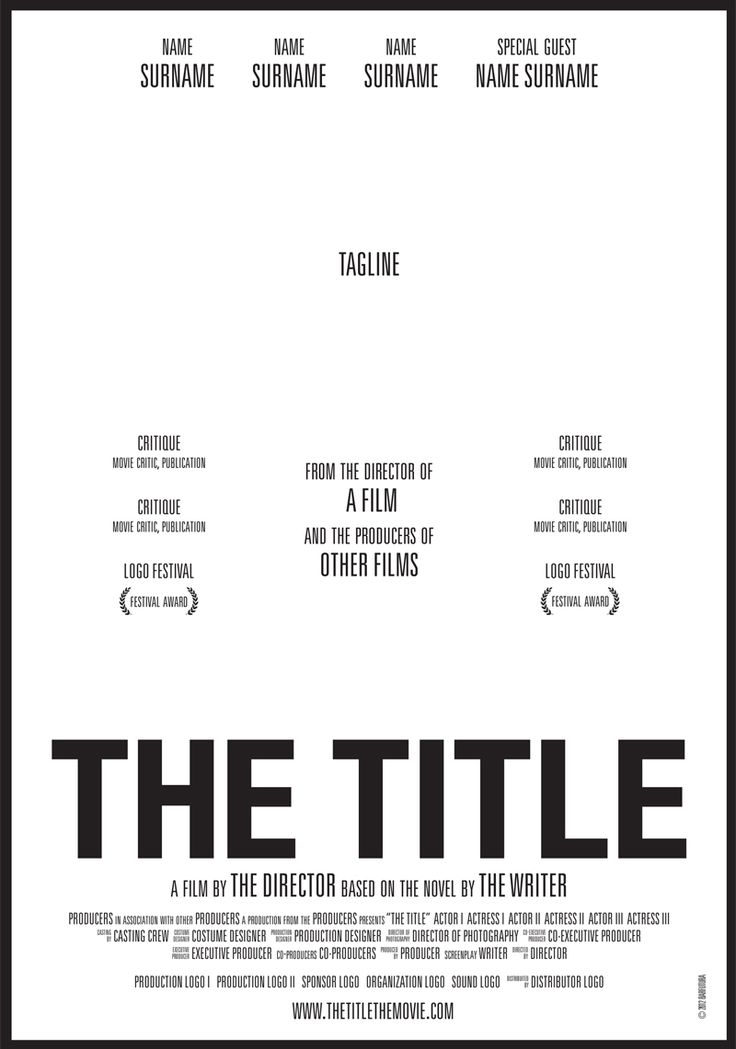 NAME NAME NAME SPECIAL GUEST
SURNAME SURNAME SURNAME NAME SURNAME
TAGLINE
CRITIQUE
MOVIE CRITIC, PUBLICATION
CRITIQUE
MOVIE CRITIC, PUBLICATION
LOGO FESTIVAL
FESTIVAL AWARD
FROM THE DIRECTOR OF
A FILM
AND THE PRODUCERS OF
OTHER FILMS
CRITIQUE
MOVIE CRITIC, PUBLICATION
CRITIQUE
MOVIE CRITIC, PUBLICATION
LOGO FESTIVAL
FESTIVAL AWARD
THE TITLE
A FILM BY THE DIRECTOR BASED ON THE NOVEL BY THE WRITER
PRODUCERS IN ASSOCIATION WITH OTHER PRODUCERS A PRODUCTION FROM THE PRODUCERS PRESENTS "THE TITLE" ACTOR I ACTRESS I ACTOR II ACTRESS II ACTOR III ACTRESS III
CASTING BY CASTING CREW COSTUME DESIGNER COSTUME DESIGNER PRODUCTION DESIGNER PRODUCTION DESIGNER DIRECTOR OF PHOTOGRAPHY DIRECTOR OF PHOTOGRAPHY CO-EXECUTIVE PRODUCER CO-EXECUTIVE PRODUCER
EXECUTIVE PRODUCER EXECUTIVE PRODUCER CO-PRODUCERS CO-PRODUCERS PRODUCED BY PRODUCER SCREENPLAY WRITER DIRECTED BY DIRECTOR
PRODUCTION LOGO I PRODUCTION LOGO II SPONSOR LOGO ORGANIZATION LOGO SOUND LOGO DISTRIBUTED BY DISTRIBUTOR LOGO
WWW.THETITLETHEMOVIE.COM
© 2012 BARFUTURA